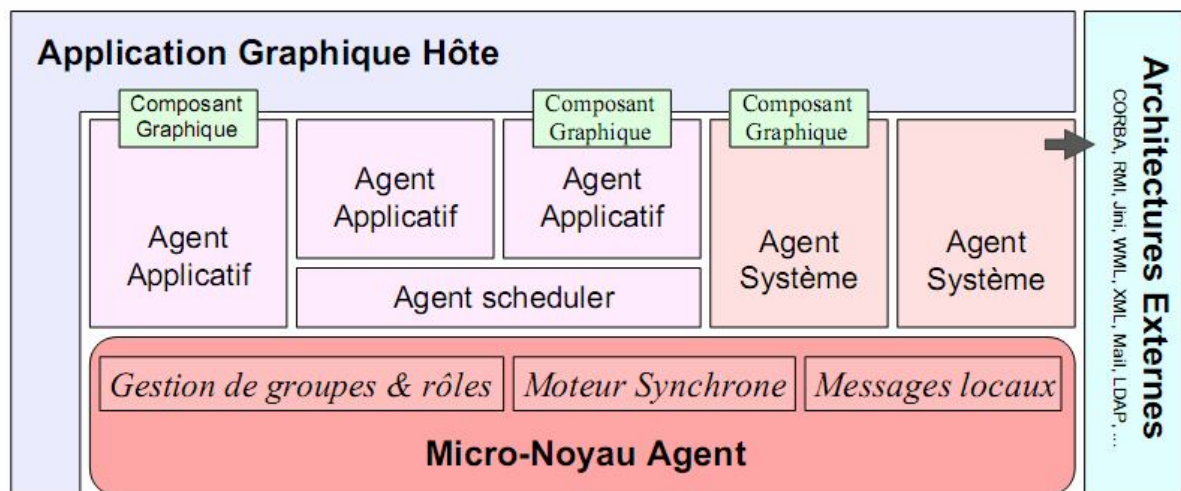 Application Graphique Hôte
Composant
Graphique
Composant
Graphique
Composant
Graphique
Agent
Applicatif
Agent
Applicatif
Agent
Applicatif
Agent scheduler
Agent
Système
Agent
Système
Gestion de groupes & rôles
Moteur Synchrone
Messages locaux
Micro-Noyau Agent
Architectures Externes
CORBA, RMI, Jini, WML, XML, Mail, LDAP, ...